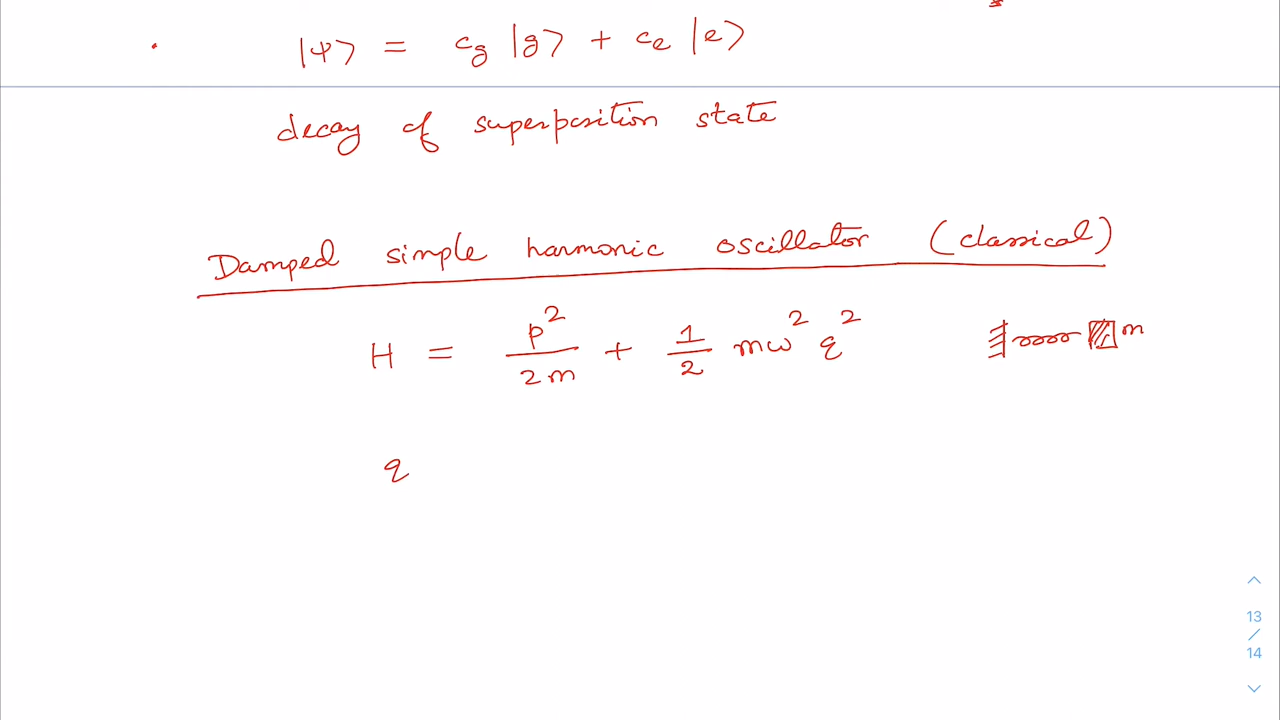 |ψ⟩ = c_g |g⟩ + c_e |e⟩
decay of superposition state
Damped simple harmonic oscillator (classical)
H = p²/2m + 1/2 mω² q²
m
q
13
/
14